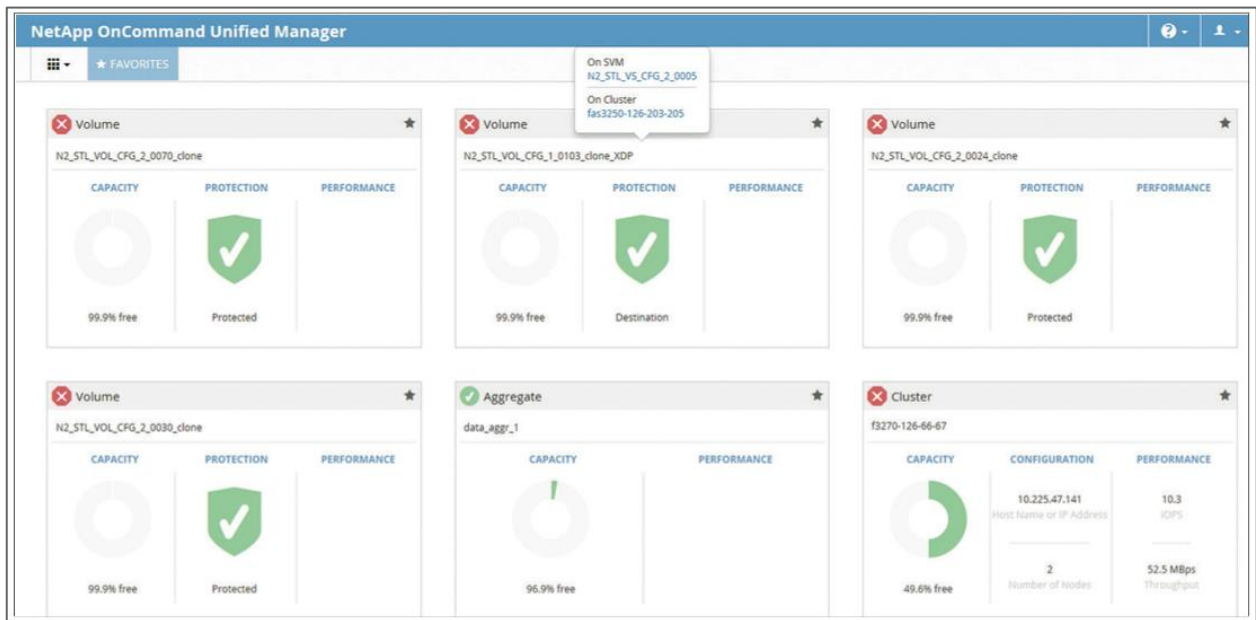 NetApp OnCommand Unified Manager
FAVORITES
On SVM
N2_STL_VS_CFG_2_0005
On Cluster
fas3250-126-203-205
Volume
N2_STL_VOL_CFG_2_0070_clone
CAPACITY PROTECTION PERFORMANCE
99.9% free Protected
Volume
N2_STL_VOL_CFG_1_0103_clone_XDP
CAPACITY PROTECTION PERFORMANCE
99.9% free Destination
Volume
N2_STL_VOL_CFG_2_0024_clone
CAPACITY PROTECTION PERFORMANCE
99.9% free Protected
Volume
N2_STL_VOL_CFG_2_0030_clone
CAPACITY PROTECTION PERFORMANCE
99.9% free Protected
Aggregate
data_aggr_1
CAPACITY PERFORMANCE
96.9% free
Cluster
f3270-126-66-67
CAPACITY CONFIGURATION PERFORMANCE
10.225.47.141 10.3
Host Name or IP Address IOPS
2 52.5 MBps
49.6% free Number of Nodes Throughput